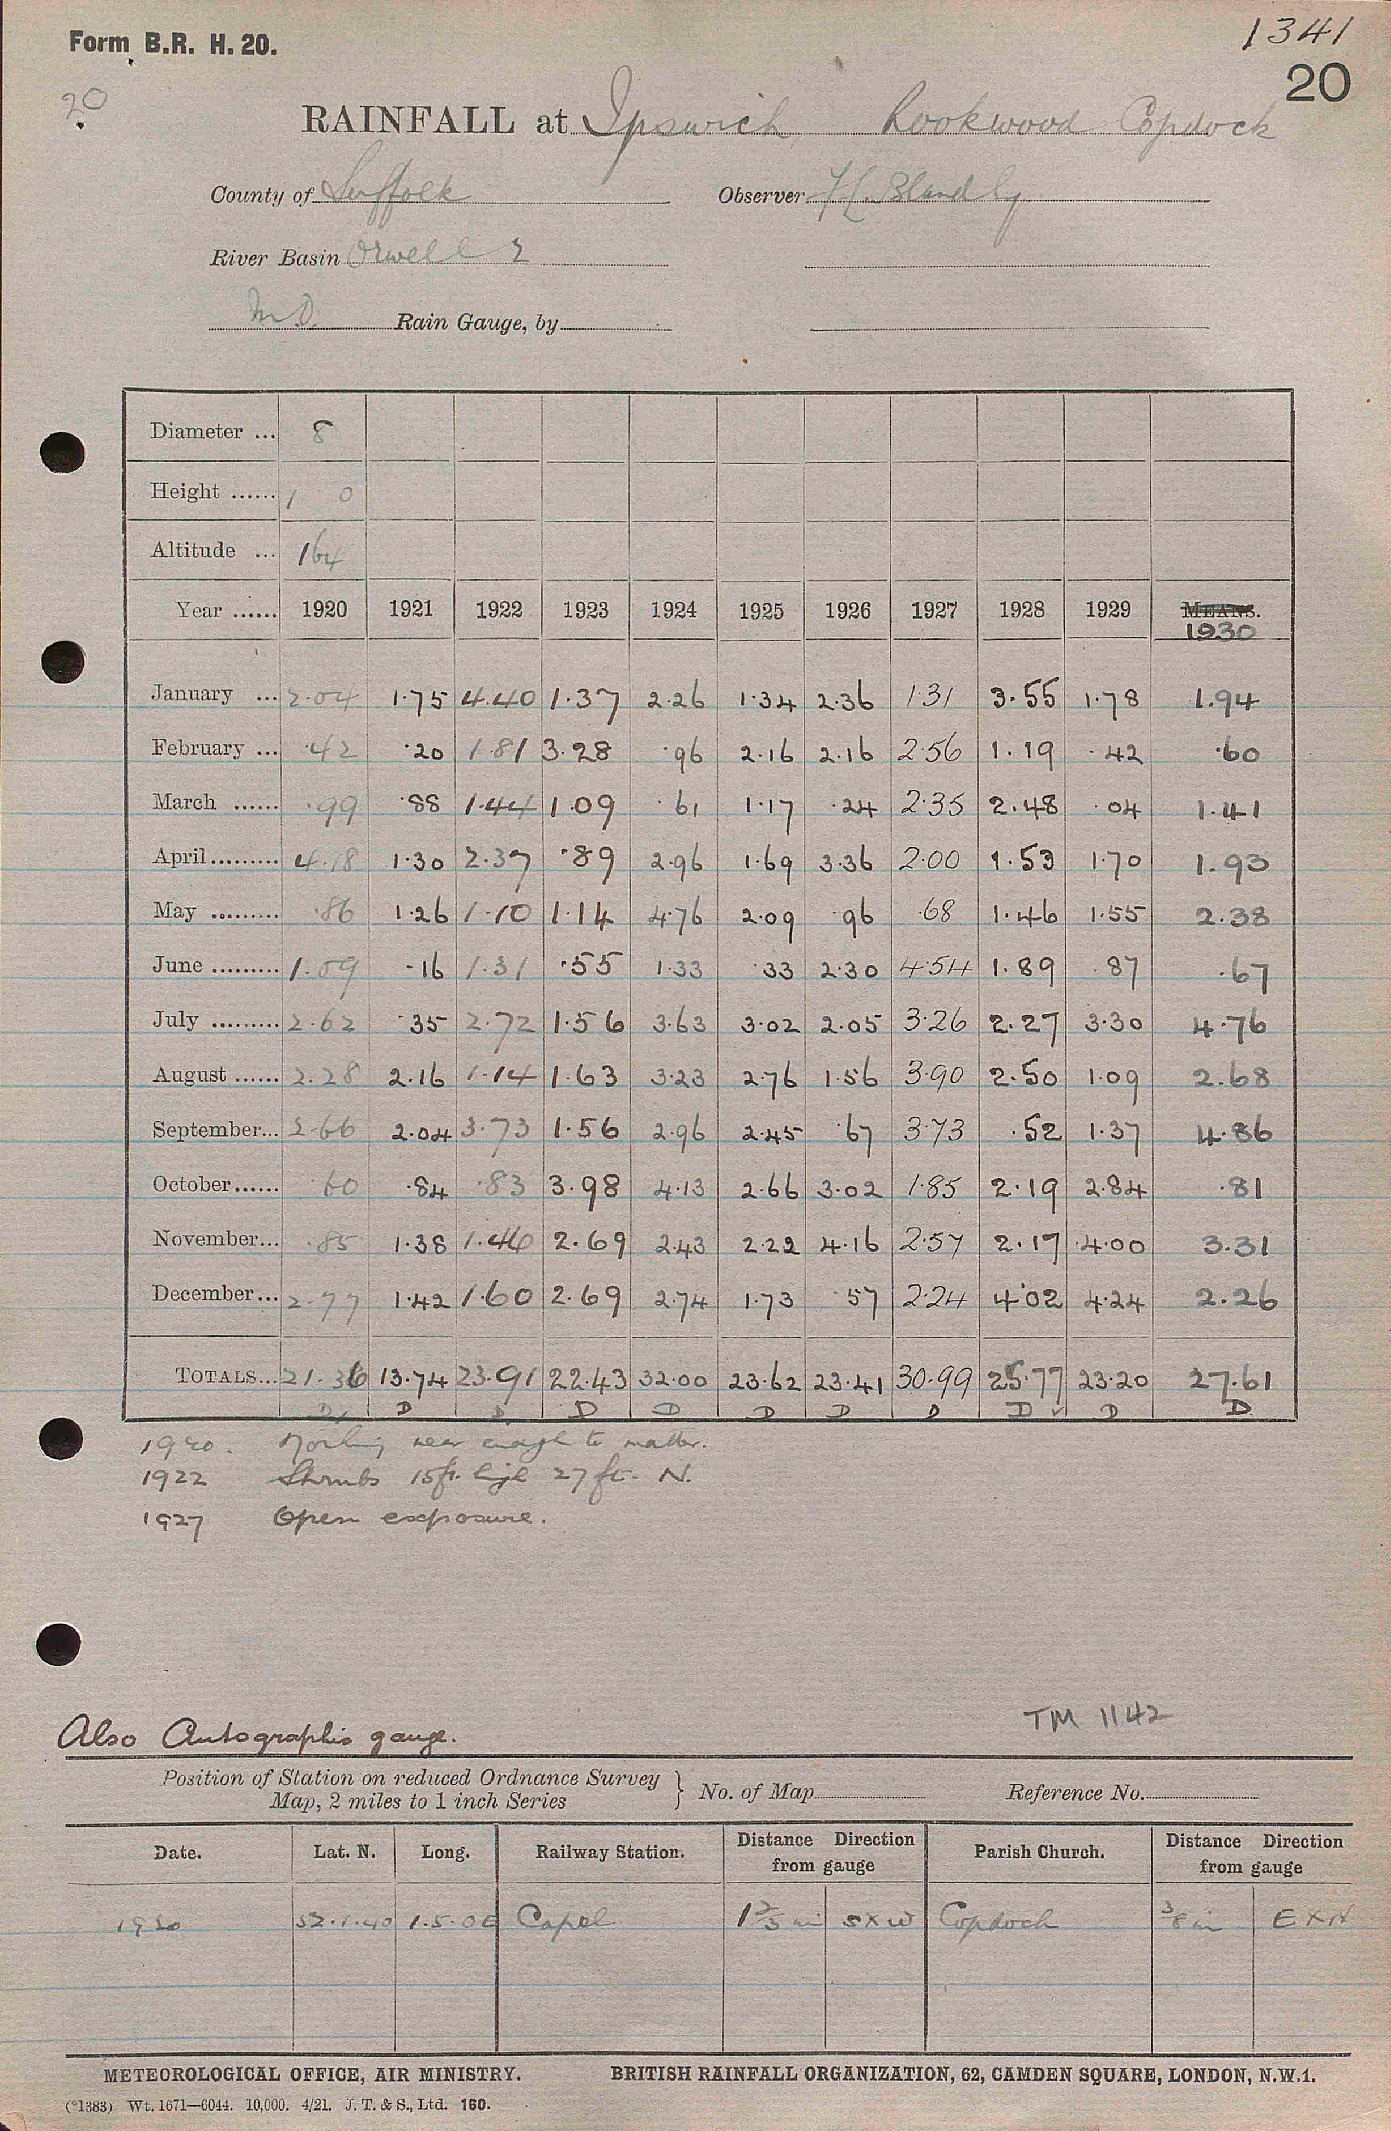 Form B.R. H. 20.
1341
20
20
RAINFALL at Ipswich, Rookwood Copdock
County of Suffolk Observer
River Basin Orwell 2
M.O. Rain Gauge, by
Diameter ... 8
Height ...... 1 0
Altitude ... 164
Year ...... 1920 1921 1922 1923 1924 1925 1926 1927 1928 1929 MEANS. 1930
January ... 2.04 1.75 4.40 1.37 2.26 1.34 2.36 1.31 3.55 1.78 1.94
February ... .42 .20 1.81 3.28 .96 2.16 2.16 2.56 1.19 .42 .60
March ...... .99 .88 1.44 1.09 .61 1.17 .24 2.35 2.48 .04 1.41
April ......... 4.18 1.30 2.37 .89 2.96 1.69 3.36 2.00 1.53 1.70 1.93
May ......... .86 1.26 1.10 1.14 4.76 2.09 .96 .68 1.46 1.55 2.38
June ......... 1.09 .16 1.31 .55 1.33 .33 2.30 4.54 1.89 .87 .67
July ......... 2.62 .35 2.72 1.56 3.63 3.02 2.05 3.26 2.27 3.30 4.76
August ...... 2.28 2.16 1.14 1.63 3.23 2.76 1.56 3.90 2.50 1.09 2.68
September... 2.66 2.04 3.73 1.56 2.96 2.45 .67 3.73 .52 1.37 4.86
October...... .60 .84 .83 3.98 4.13 2.66 3.02 1.85 2.19 2.84 .81
November... .85 1.38 1.46 2.69 2.43 2.22 4.16 2.57 2.17 4.00 3.31
December... 2.77 1.42 1.60 2.69 2.74 1.73 .57 2.24 4.02 4.24 2.26
TOTALS... 21.36 13.74 23.91 22.43 32.00 23.62 23.41 30.99 25.77 23.20 27.61
D D D D D D D D D D D
1920. Nothing near enough to matter.
1922 Shrubs 15ft. high 27 ft. N.
1927 Open exposure.
TM 1142
Also Autographic gauge.
Position of Station on reduced Ordnance Survey Map, 2 miles to 1 inch Series } No. of Map Reference No.
Date. Lat. N. Long. Railway Station. Distance Direction from gauge Parish Church. Distance Direction from gauge
1920 52.1.40 1.5.0E Capel 1 2/3 mi S X W Copdock 3/8 m E X N
METEOROLOGICAL OFFICE, AIR MINISTRY. BRITISH RAINFALL ORGANIZATION, 62, CAMDEN SQUARE, LONDON, N.W.1.
(*1383) Wt. 1671—6044. 10,000. 4/21. J. T. & S., Ltd. 160.